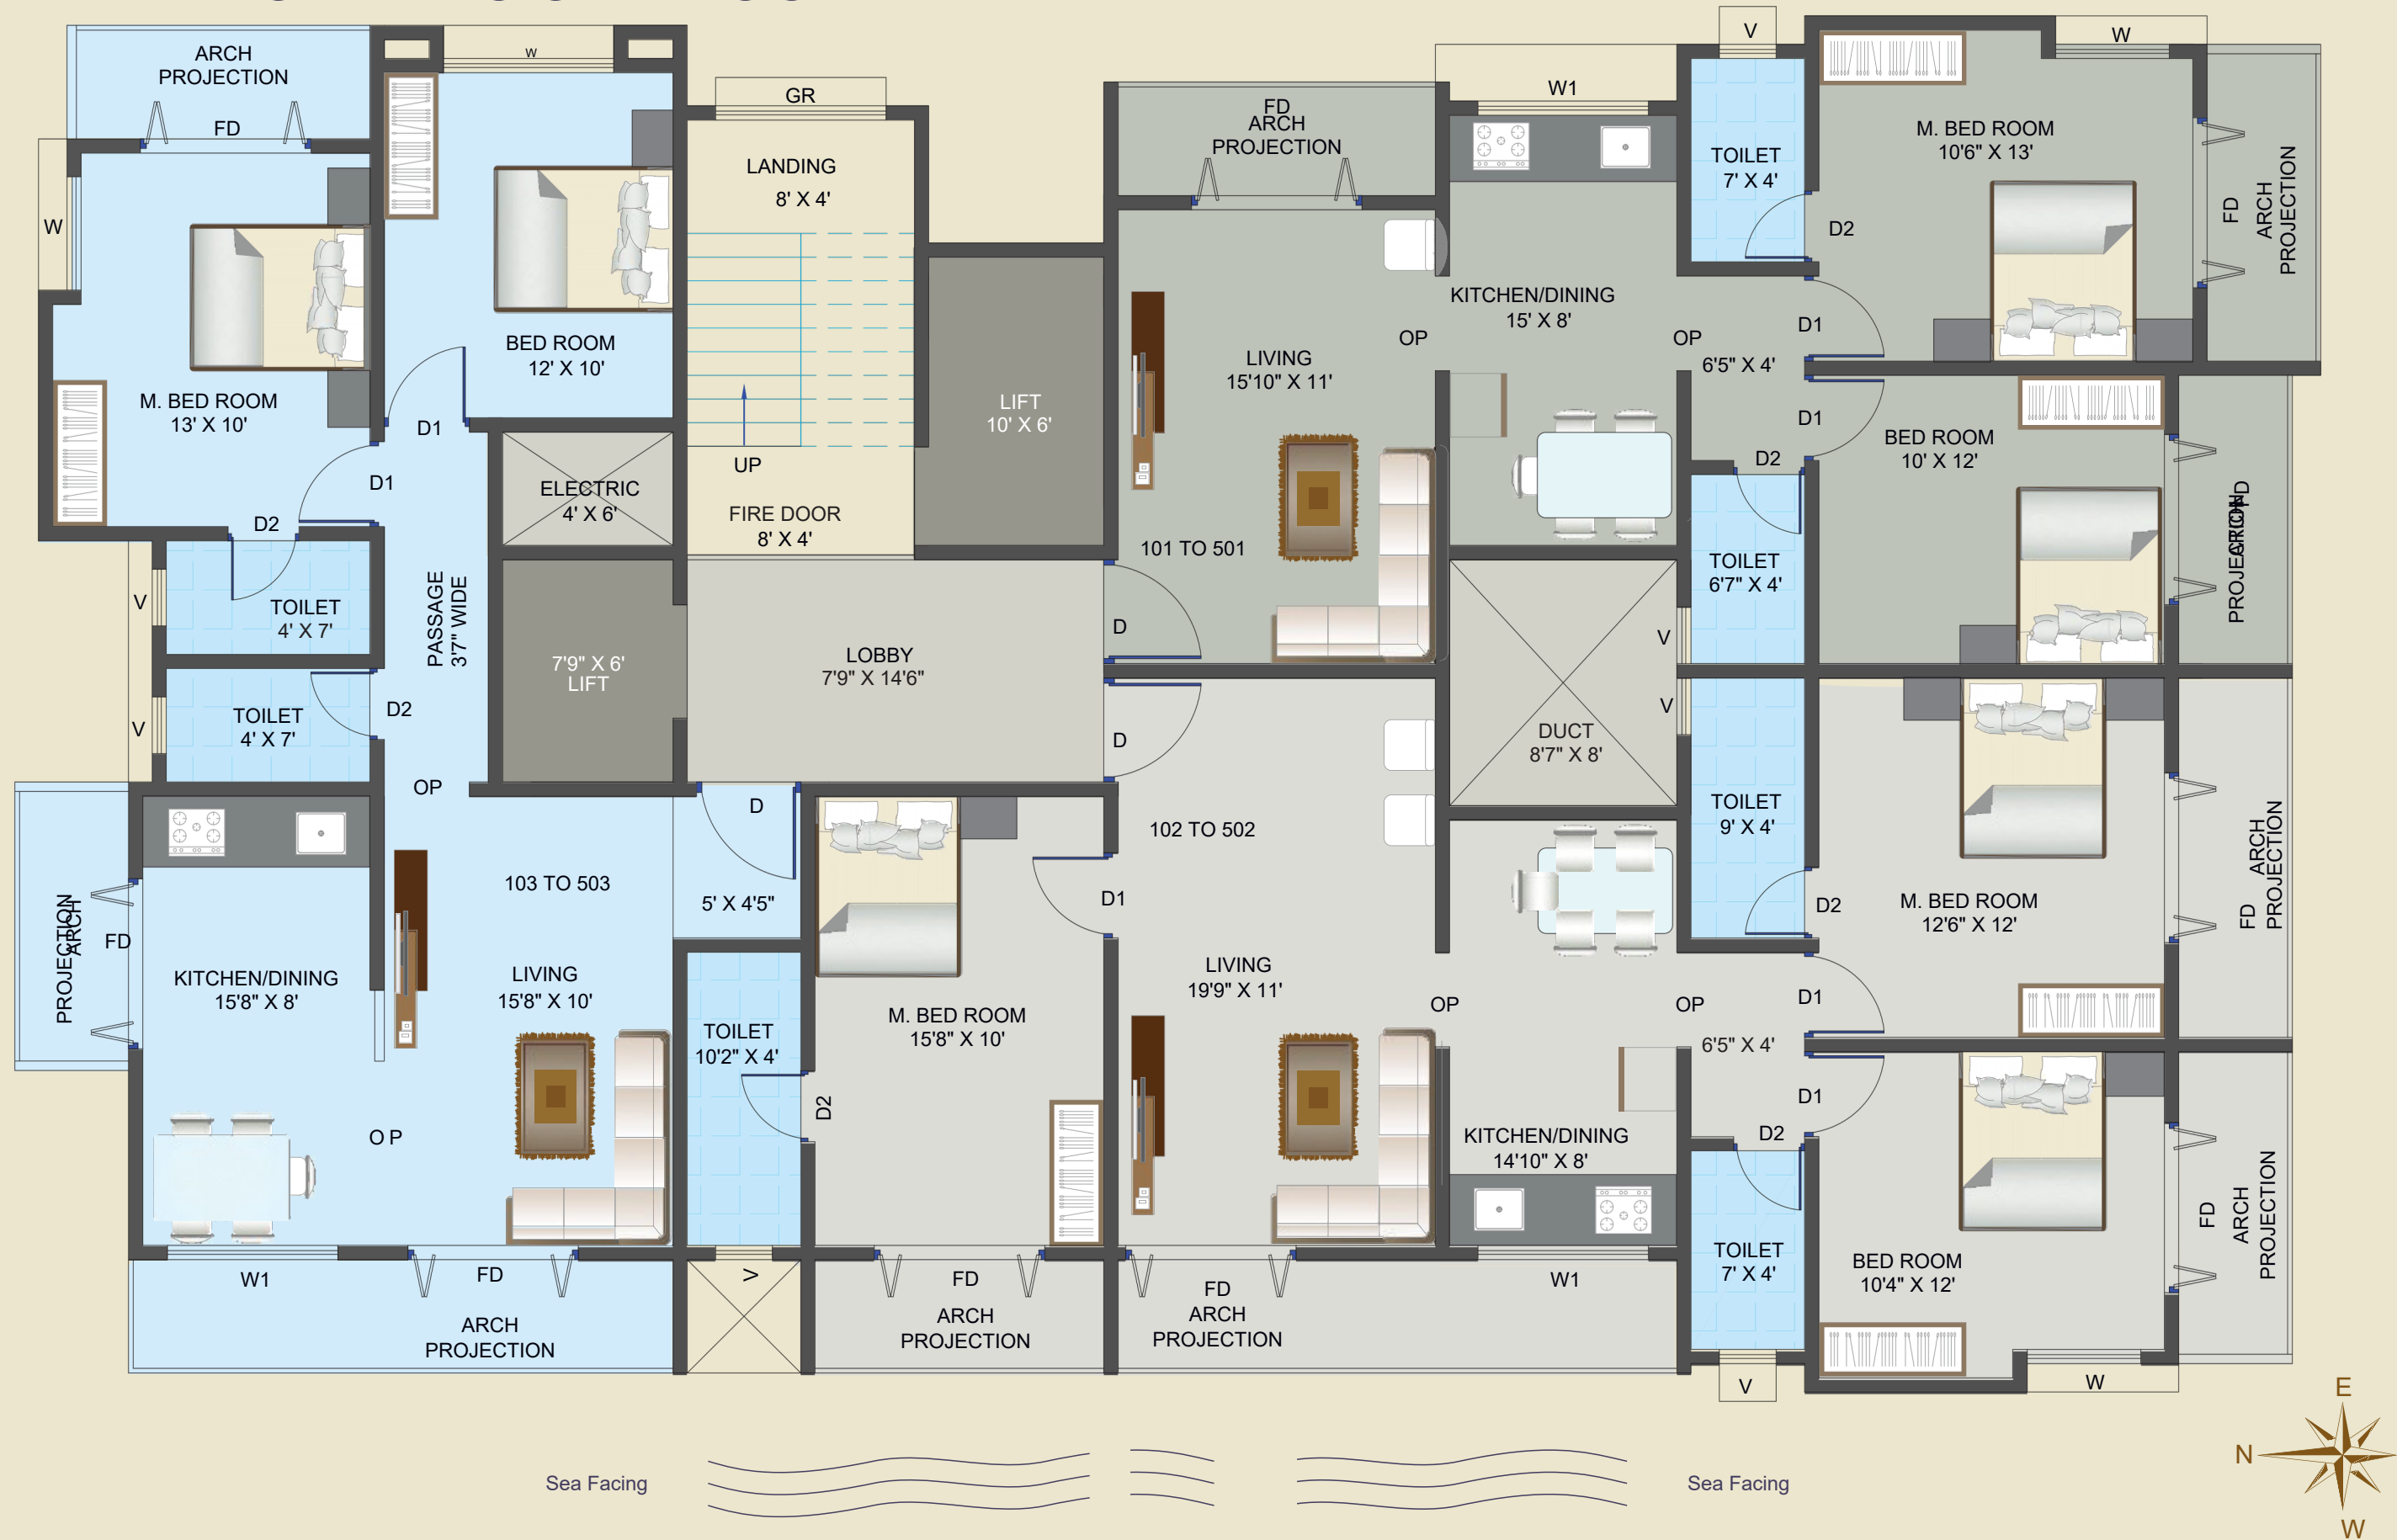 ARCH
PROJECTION
FD
W
W
M. BED ROOM
13' X 10'
BED ROOM
12' X 10'
D1
D1
D2
TOILET
4' X 7'
V
TOILET
4' X 7'
V
D2
PASSAGE
3'7" WIDE
OP
ARCH
PROJECTION
FD
KITCHEN/DINING
15'8" X 8'
O P
103 TO 503
LIVING
15'8" X 10'
D
5' X 4'5"
W1
FD
ARCH
PROJECTION
GR
LANDING
8' X 4'
UP
FIRE DOOR
8' X 4'
ELECTRIC
4' X 6'
7'9" X 6'
LIFT
LIFT
10' X 6'
LOBBY
7'9" X 14'6"
FD
ARCH
PROJECTION
W1
KITCHEN/DINING
15' X 8'
OP
LIVING
15'10" X 11'
101 TO 501
D
OP
6'5" X 4'
V
TOILET
7' X 4'
D2
W
M. BED ROOM
10'6" X 13'
FD
ARCH
PROJECTION
D1
D1
D2
BED ROOM
10' X 12'
FD
ARCH
PROJECTION
TOILET
6'7" X 4'
V
DUCT
8'7" X 8'
V
D
102 TO 502
LIVING
19'9" X 11'
D1
M. BED ROOM
15'8" X 10'
TOILET
10'2" X 4'
D2
V
FD
ARCH
PROJECTION
FD
ARCH
PROJECTION
W1
OP
KITCHEN/DINING
14'10" X 8'
OP
6'5" X 4'
TOILET
9' X 4'
D2
M. BED ROOM
12'6" X 12'
FD
ARCH
PROJECTION
D1
D1
D2
TOILET
7' X 4'
V
BED ROOM
10'4" X 12'
W
FD
ARCH
PROJECTION
Sea Facing
Sea Facing
E
N
W